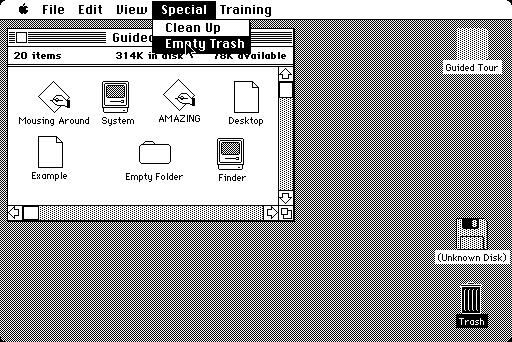 File Edit View Special Training
Clean Up
Empty Trash
Guided
20 items 314K in disk 78K available
Guided Tour
Mousing Around System AMAZING Desktop
Example Empty Folder Finder
(Unknown Disk)
Trash